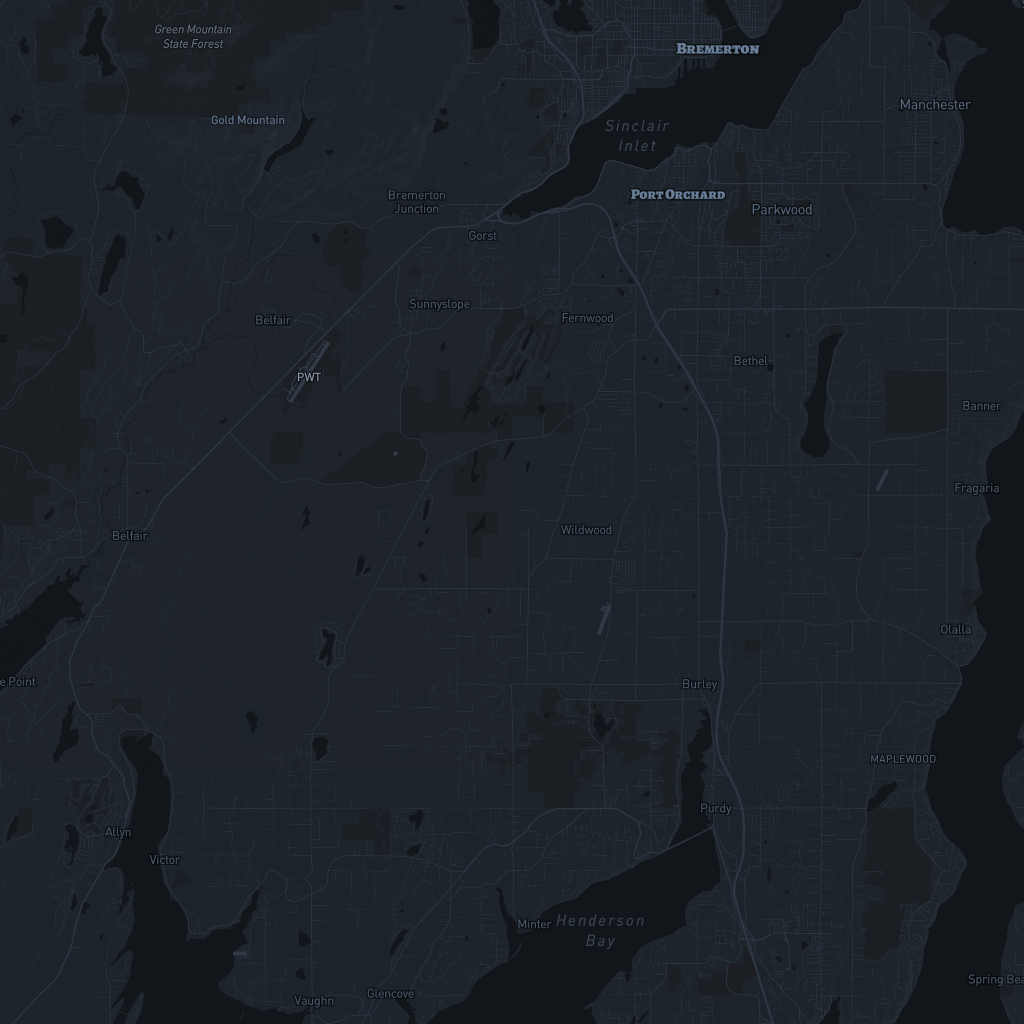 Green Mountain
State Forest
BREMERTON
Manchester
Gold Mountain
Sinclair
Inlet
Bremerton
Junction
PORT ORCHARD
Parkwood
Gorst
Sunnyslope
Belfair
Fernwood
Bethel
PWT
Banner
Fragaria
Wildwood
Belfair
Olalla
e Point
Burley
MAPLEWOOD
Purdy
Allyn
Victor
Minter
Henderson
Bay
Spring Bea
Glencove
Vaughn